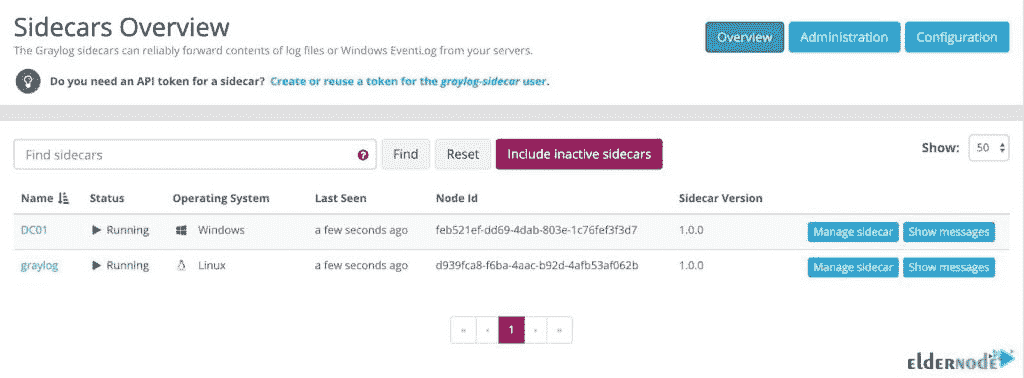 Sidecars Overview
The Graylog sidecars can reliably forward contents of log files or Windows EventLog from your servers.
Overview Administration Configuration
Do you need an API token for a sidecar? Create or reuse a token for the graylog-sidecar user.
Find sidecars ? Find Reset Include inactive sidecars Show: 50
Name Status Operating System Last Seen Node Id Sidecar Version
DC01 Running Windows a few seconds ago feb521ef-dd69-4dab-803e-1c76fef3f3d7 1.0.0 Manage sidecar Show messages
graylog Running Linux a few seconds ago d939fca8-f6ba-4aac-b92d-4afb53af062b 1.0.0 Manage sidecar Show messages
« ‹ 1 › »
ELDERNODE